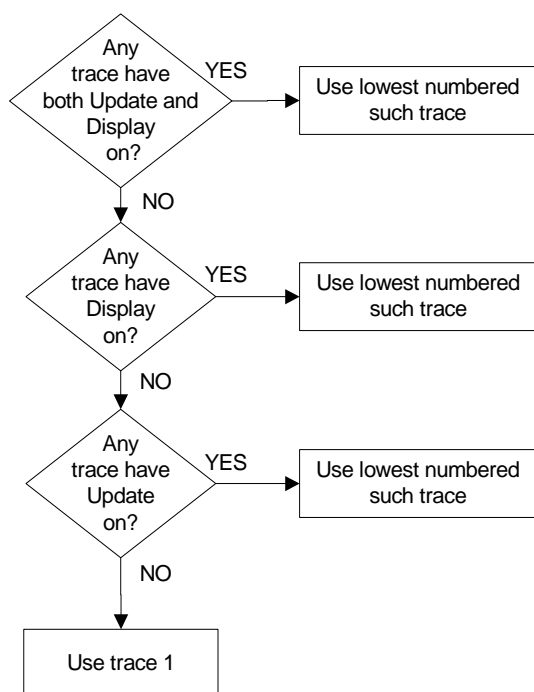 Any
trace have
both Update and
Display
on?
YES
Use lowest numbered
such trace
NO
Any
trace have
Display
on?
YES
Use lowest numbered
such trace
NO
Any
trace have
Update
on?
YES
Use lowest numbered
such trace
NO
Use trace 1